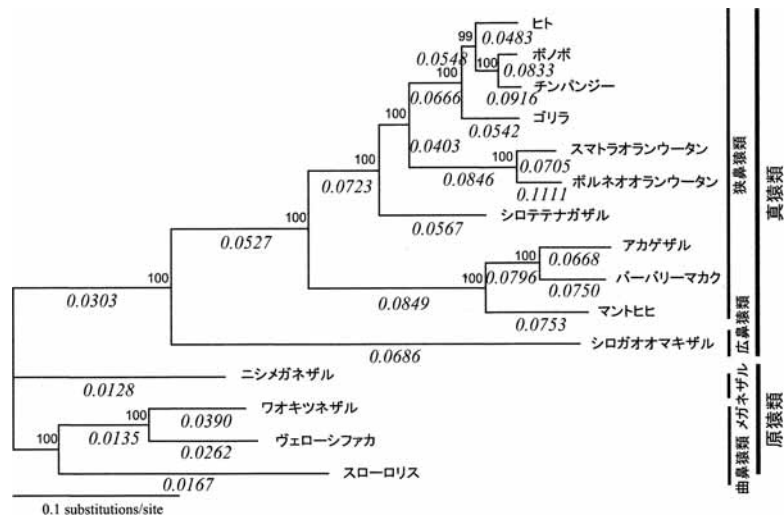 ヒト
99
0.0483
ボノボ
0.0548
100
0.0833
100
チンパンジー
0.0666
0.0916
100
ゴリラ
0.0542
0.0403
スマトラオランウータン
100
0.0705
100
0.0846
ボルネオオランウータン
0.0723
0.1111
シロテテナガザル
0.0567
100
0.0527
アカゲザル
100
0.0668
100
0.0796
バーバリーマカク
0.0750
0.0849
マントヒヒ
100
0.0753
0.0303
シロガオオマキザル
0.0686
ニシメガネザル
0.0128
ワオキツネザル
100
0.0390
0.0135
ヴェローシファカ
100
0.0262
スローロリス
0.0167
0.1 substitutions/site
狭鼻猿類
広鼻猿類
メガネザル
曲鼻猿類
真猿類
原猿類